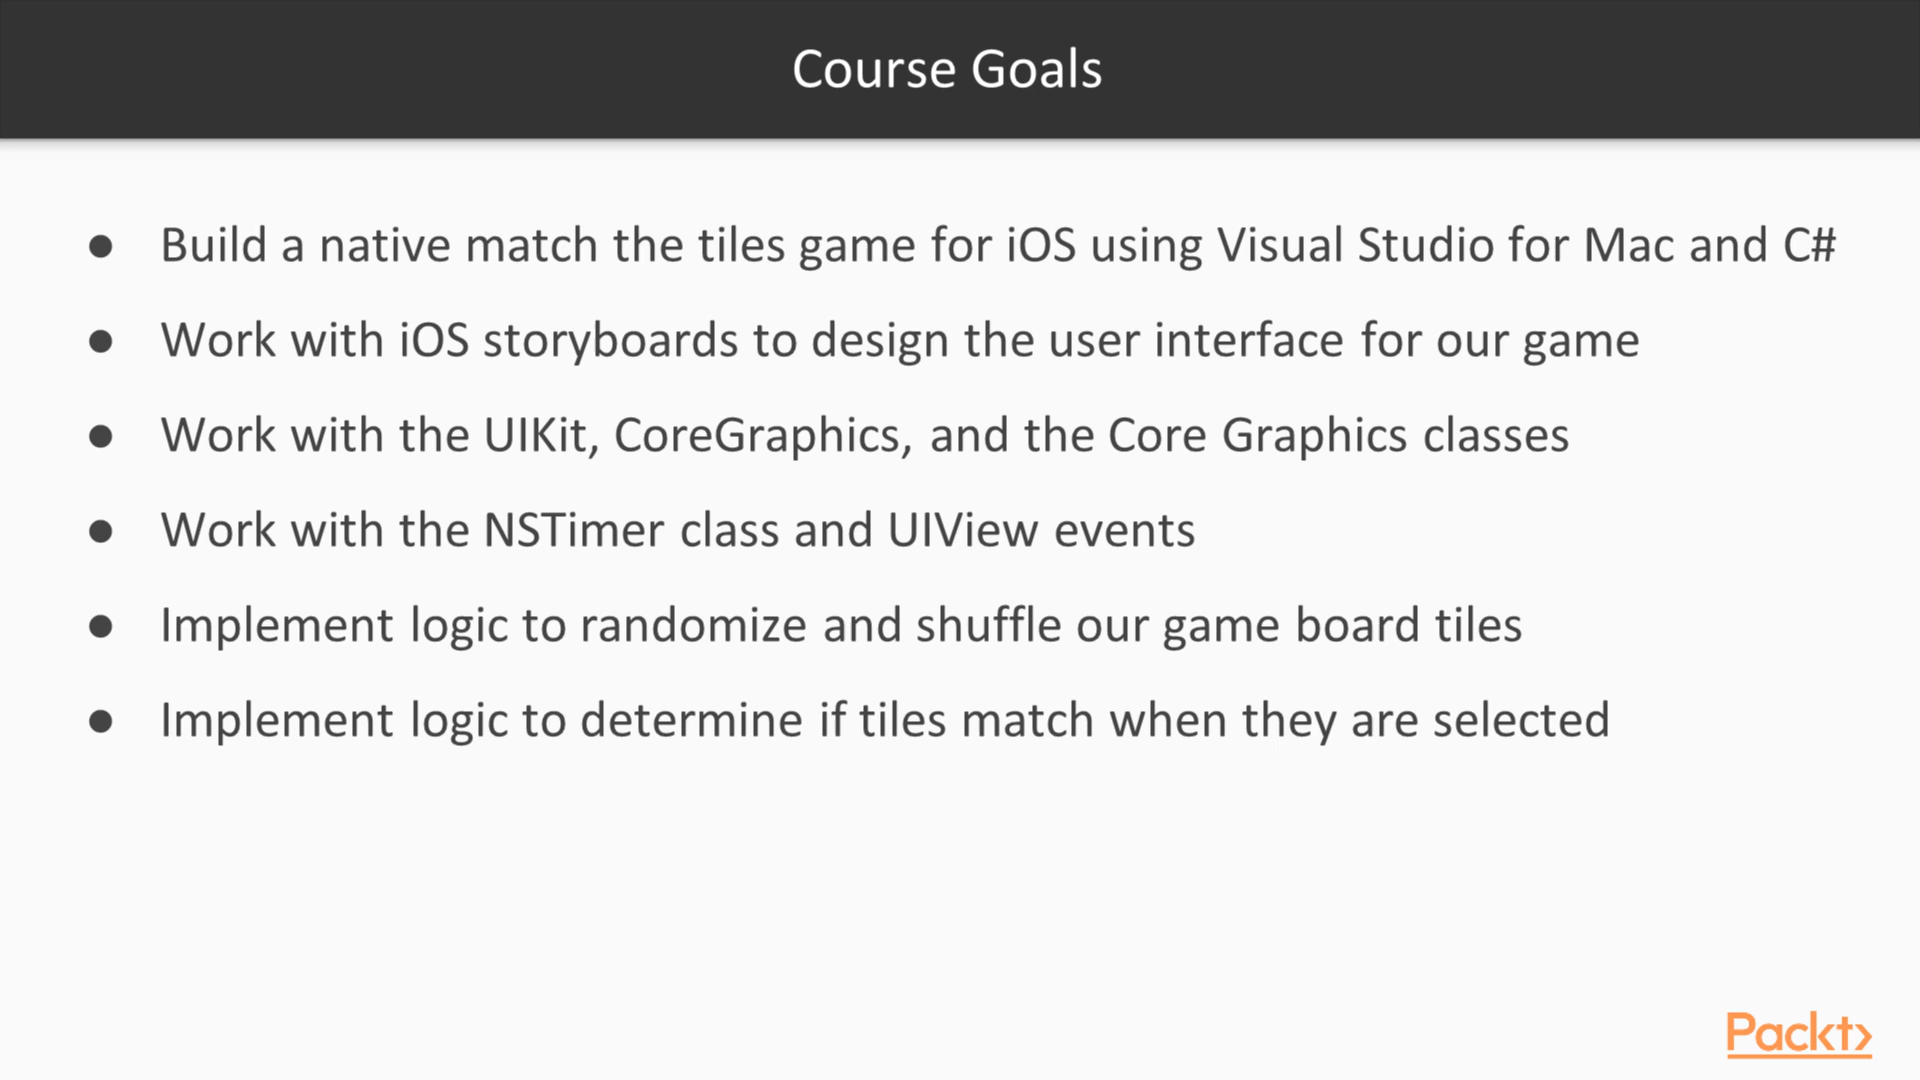 Course Goals
● Build a native match the tiles game for iOS using Visual Studio for Mac and C#
● Work with iOS storyboards to design the user interface for our game
● Work with the UIKit, CoreGraphics, and the Core Graphics classes
● Work with the NSTimer class and UIView events
● Implement logic to randomize and shuffle our game board tiles
● Implement logic to determine if tiles match when they are selected
Packt>